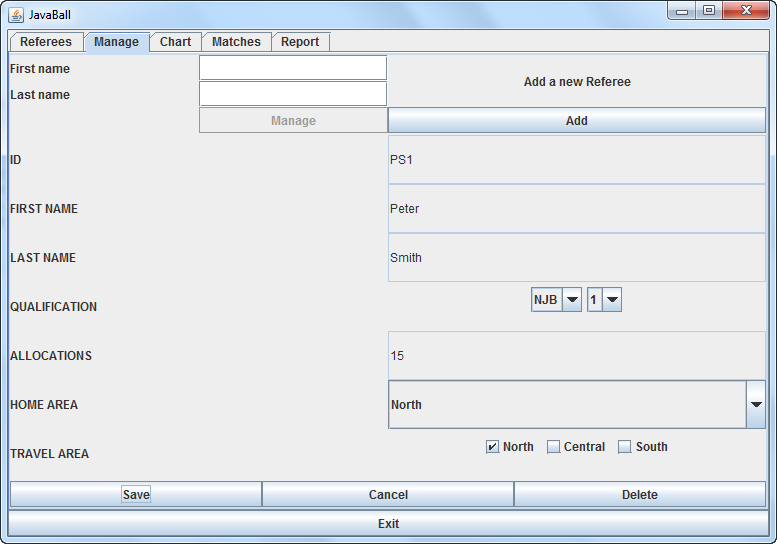 JavaBall
Referees Manage Chart Matches Report
First name
Add a new Referee
Last name
Manage Add
ID PS1
FIRST NAME Peter
LAST NAME Smith
QUALIFICATION NJB 1
ALLOCATIONS 15
HOME AREA North
TRAVEL AREA North Central South
Save Cancel Delete
Exit